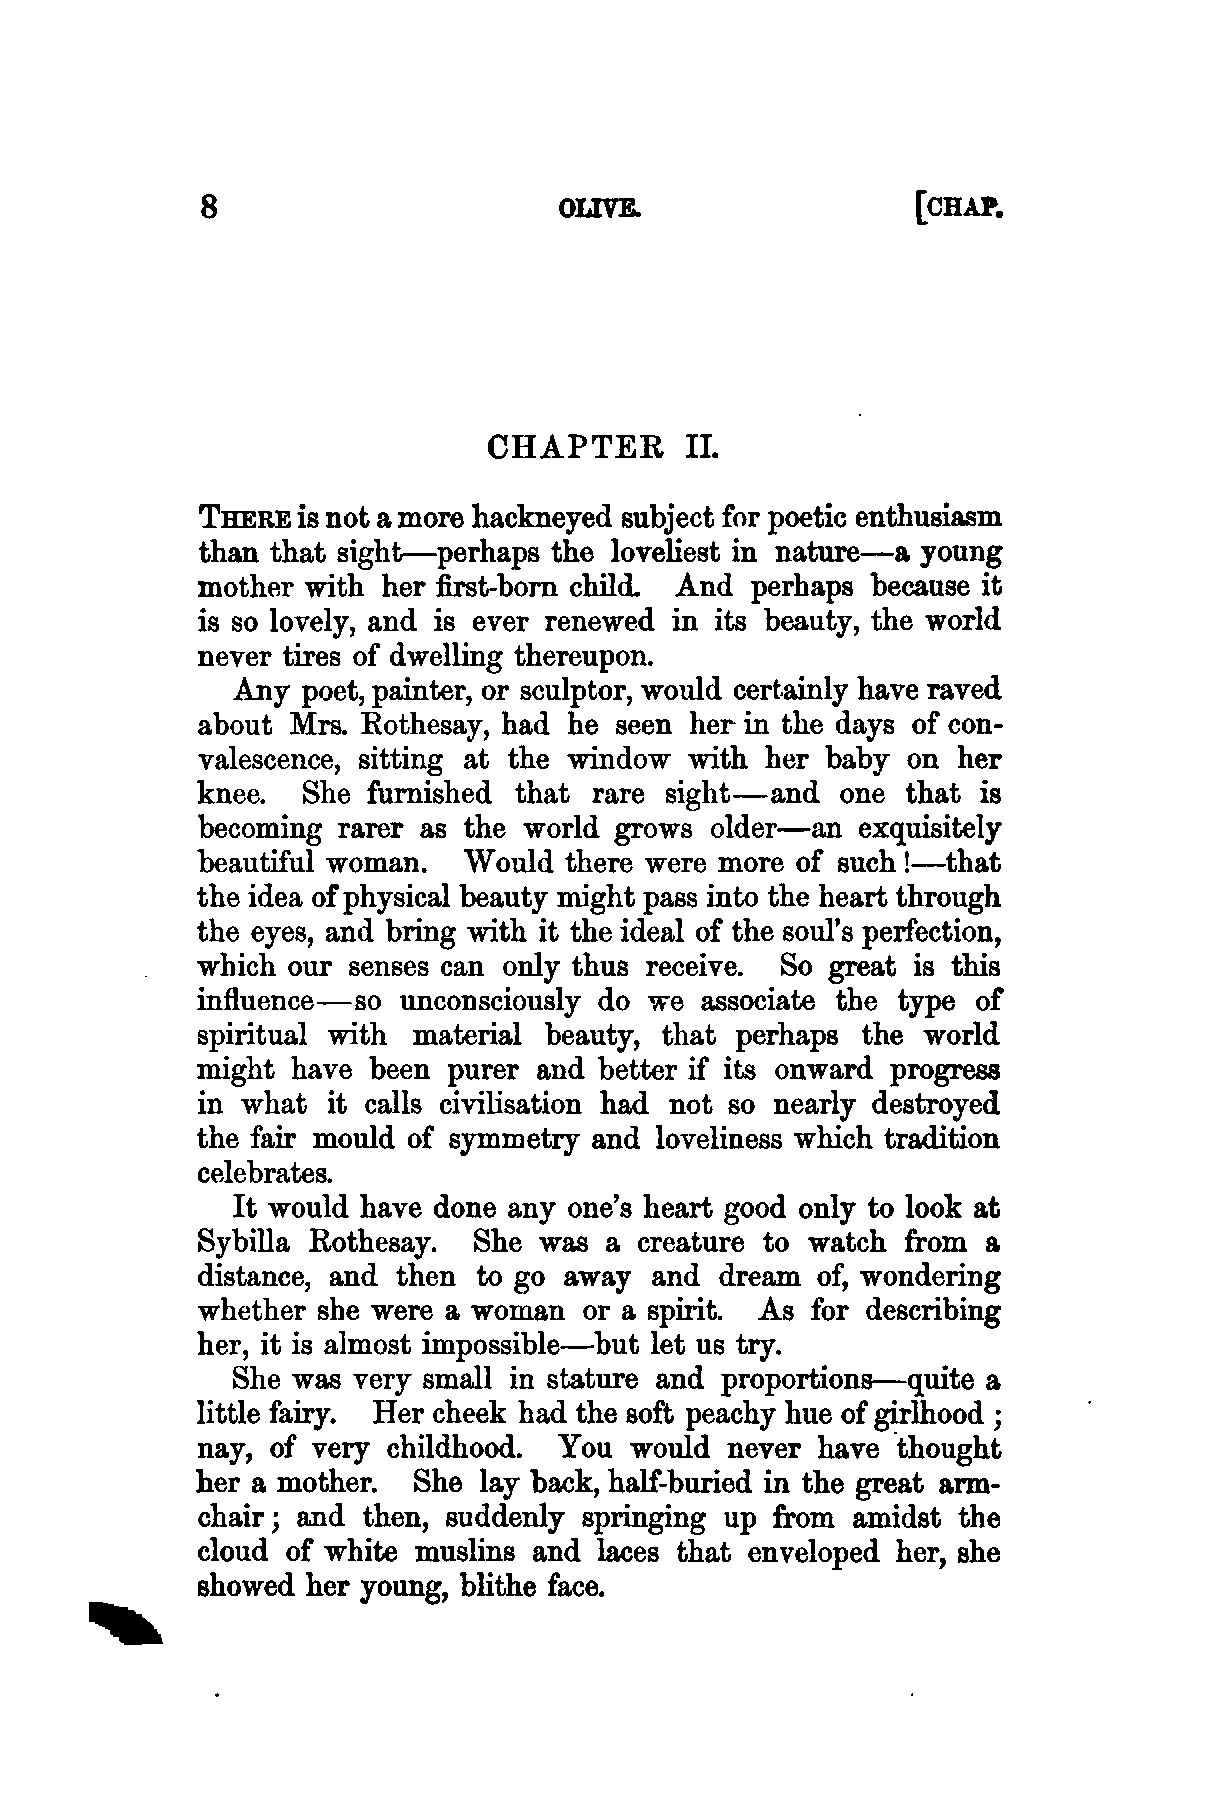 8 OLIVE. [CHAP.
CHAPTER II.
THERE is not a more hackneyed subject for poetic enthusiasm
than that sight—perhaps the loveliest in nature—a young
mother with her first-born child. And perhaps because it
is so lovely, and is ever renewed in its beauty, the world
never tires of dwelling thereupon.
Any poet, painter, or sculptor, would certainly have raved
about Mrs. Rothesay, had he seen her in the days of con-
valescence, sitting at the window with her baby on her
knee. She furnished that rare sight—and one that is
becoming rarer as the world grows older—an exquisitely
beautiful woman. Would there were more of such!—that
the idea of physical beauty might pass into the heart through
the eyes, and bring with it the ideal of the soul's perfection,
which our senses can only thus receive. So great is this
influence—so unconsciously do we associate the type of
spiritual with material beauty, that perhaps the world
might have been purer and better if its onward progress
in what it calls civilisation had not so nearly destroyed
the fair mould of symmetry and loveliness which tradition
celebrates.
It would have done any one's heart good only to look at
Sybilla Rothesay. She was a creature to watch from a
distance, and then to go away and dream of, wondering
whether she were a woman or a spirit. As for describing
her, it is almost impossible—but let us try.
She was very small in stature and proportions—quite a
little fairy. Her cheek had the soft peachy hue of girlhood;
nay, of very childhood. You would never have thought
her a mother. She lay back, half-buried in the great arm-
chair; and then, suddenly springing up from amidst the
cloud of white muslins and laces that enveloped her, she
showed her young, blithe face.